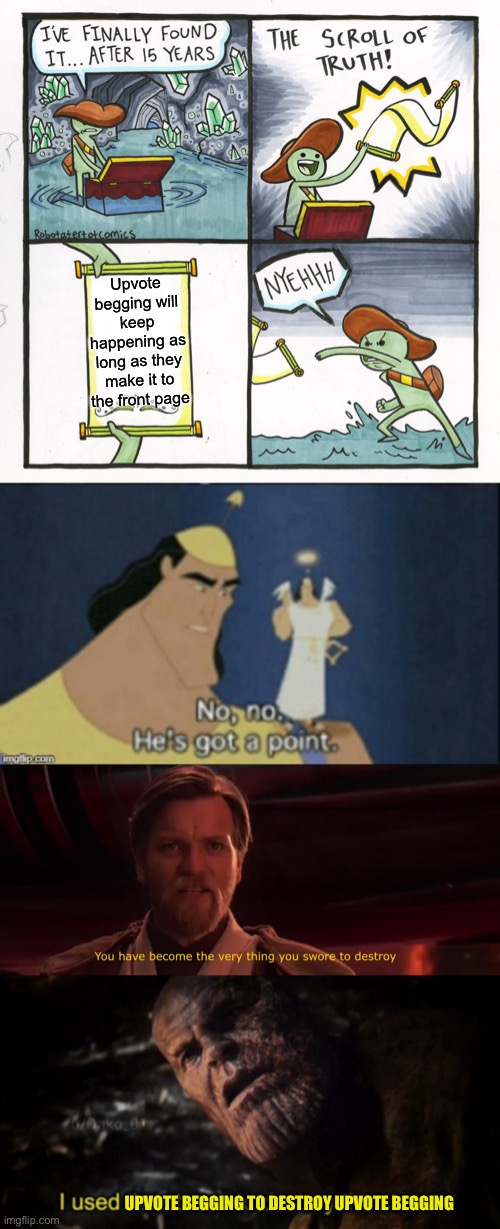 I'VE FINALLY FOUND
IT... AFTER 15 YEARS
THE SCROLL OF
TRUTH!
Robotatertotcomics
Upvote
begging will
keep
happening as
long as they
make it to
the front page
NYEHHH
No, no.
He's got a point.
imgflip.com
You have become the very thing you swore to destroy
I used UPVOTE BEGGING TO DESTROY UPVOTE BEGGING
imgflip.com